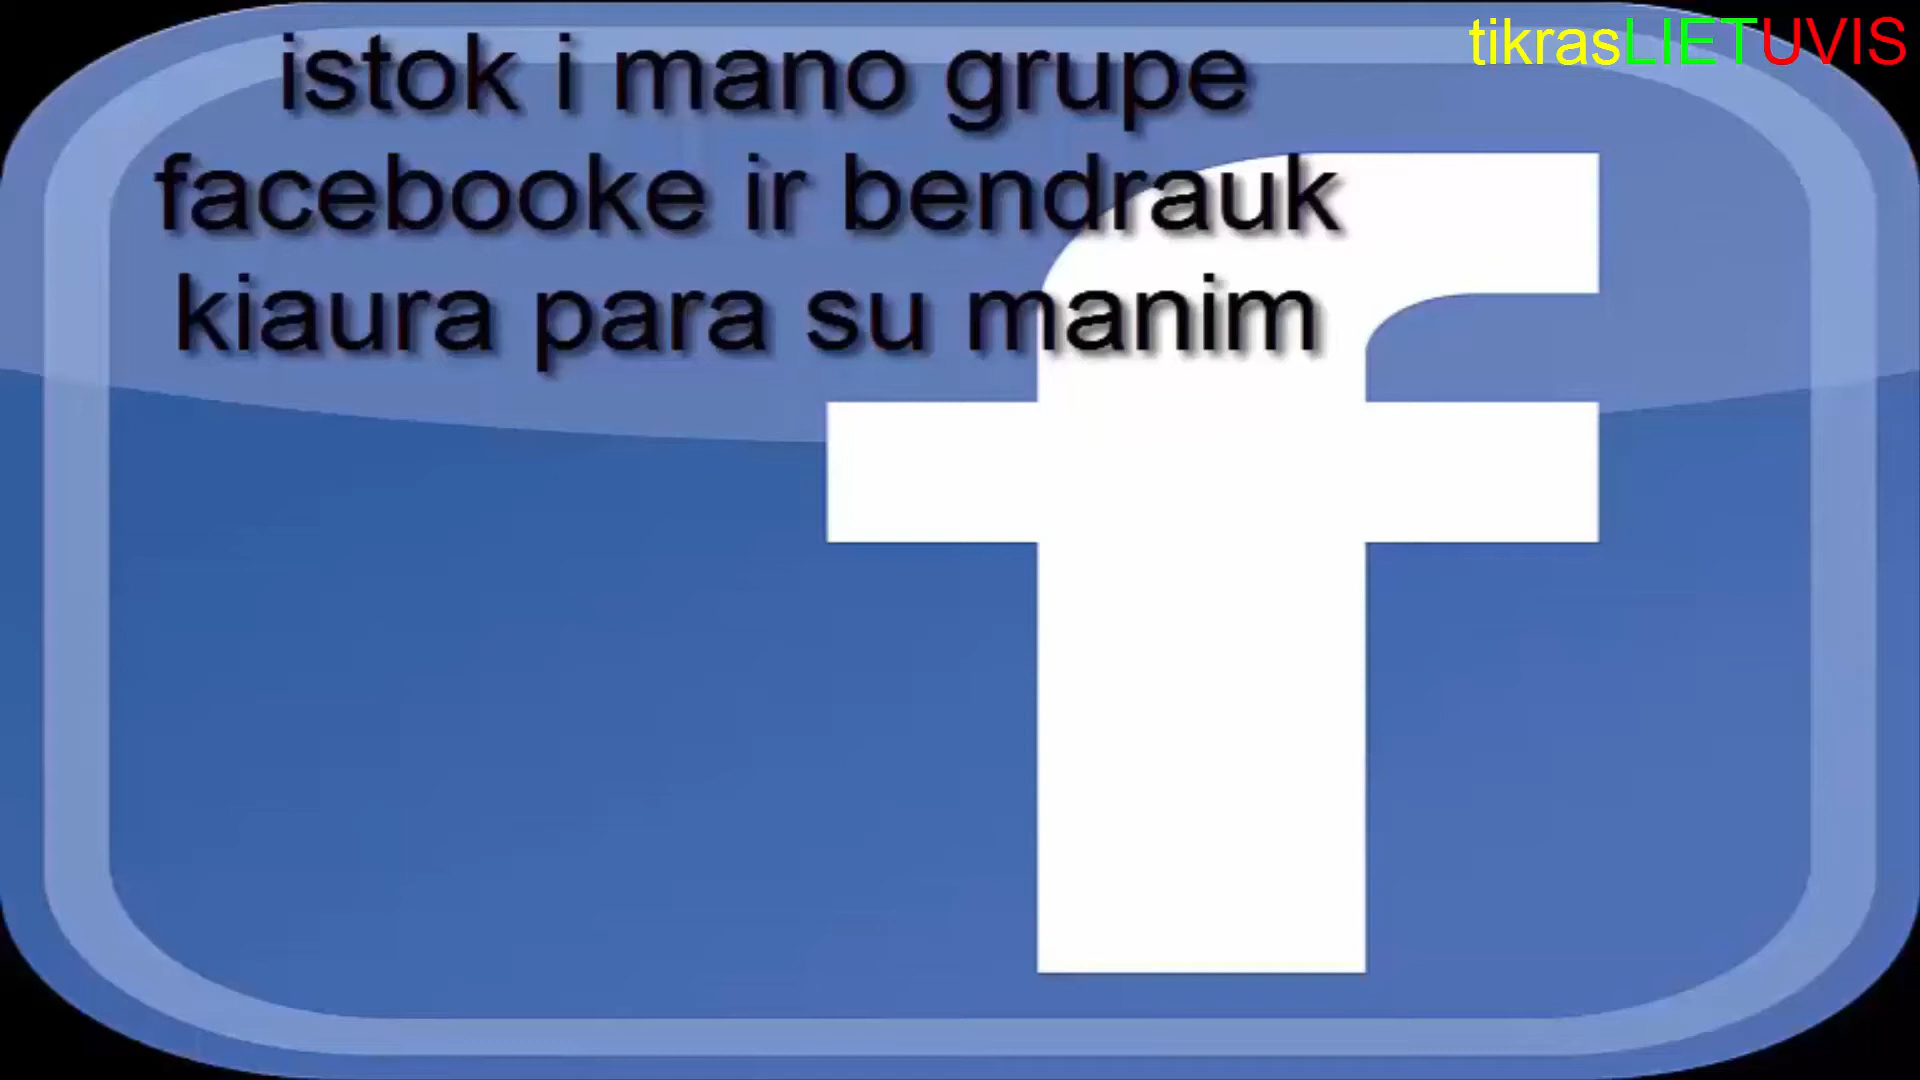 tikrasLIETUVIS
istok i mano grupe
facebooke ir bendrauk
kiaura para su manim
f